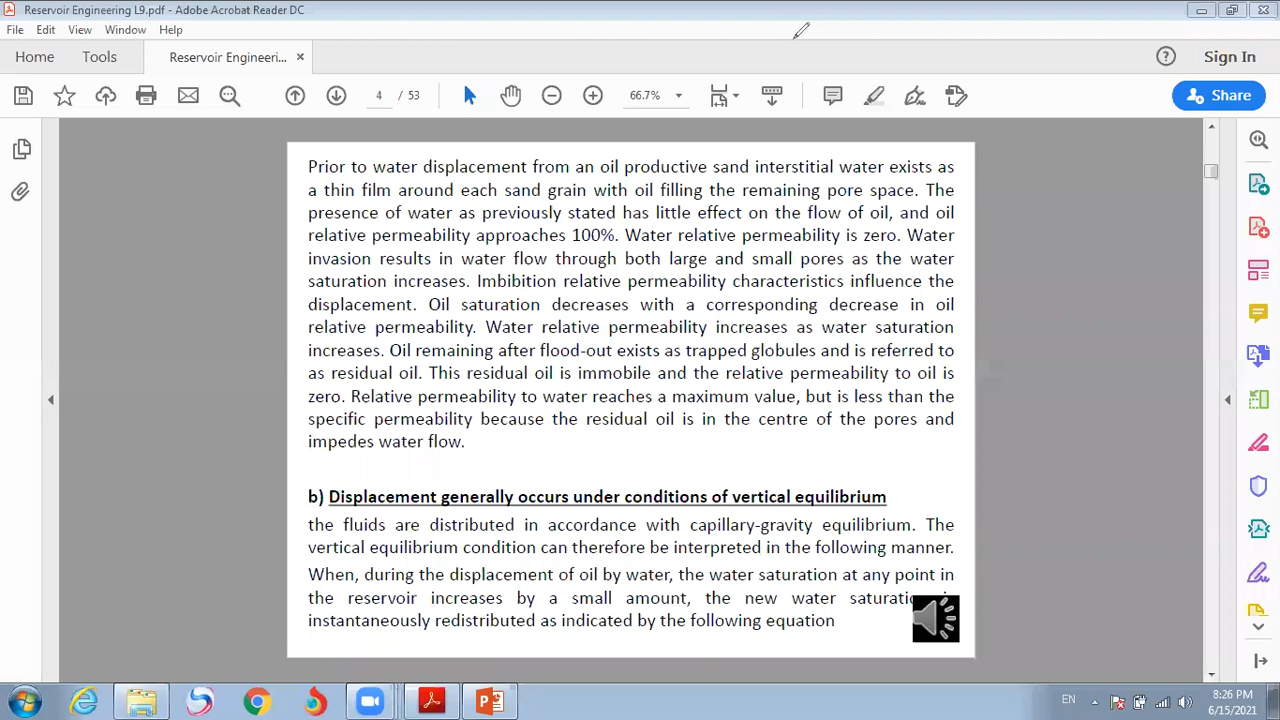 Reservoir Engineering L9.pdf - Adobe Acrobat Reader DC
File Edit View Window Help
Home Tools Reservoir Engineeri... × Sign In
4 / 53 66.7% Share
Prior to water displacement from an oil productive sand interstitial water exists as
a thin film around each sand grain with oil filling the remaining pore space. The
presence of water as previously stated has little effect on the flow of oil, and oil
relative permeability approaches 100%. Water relative permeability is zero. Water
invasion results in water flow through both large and small pores as the water
saturation increases. Imbibition relative permeability characteristics influence the
displacement. Oil saturation decreases with a corresponding decrease in oil
relative permeability. Water relative permeability increases as water saturation
increases. Oil remaining after flood-out exists as trapped globules and is referred to
as residual oil. This residual oil is immobile and the relative permeability to oil is
zero. Relative permeability to water reaches a maximum value, but is less than the
specific permeability because the residual oil is in the centre of the pores and
impedes water flow.
b) Displacement generally occurs under conditions of vertical equilibrium
the fluids are distributed in accordance with capillary-gravity equilibrium. The
vertical equilibrium condition can therefore be interpreted in the following manner.
When, during the displacement of oil by water, the water saturation at any point in
the reservoir increases by a small amount, the new water
instantaneously redistributed as indicated by the following equation
EN 8:26 PM
6/15/2021